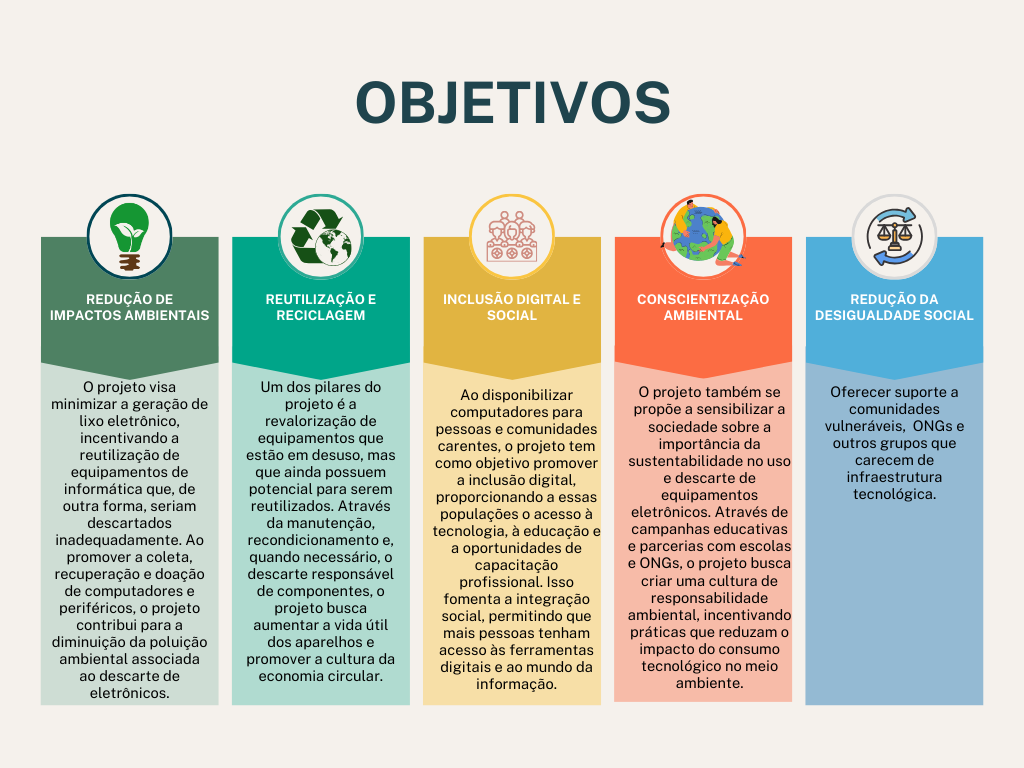 OBJETIVOS
REDUÇÃO DE
IMPACTOS AMBIENTAIS
O projeto visa
minimizar a geração de
lixo eletrônico,
incentivando a
reutilização de
equipamentos de
informática que, de
outra forma, seriam
descartados
inadequadamente. Ao
promover a coleta,
recuperação e doação
de computadores e
periféricos, o projeto
contribui para a
diminuição da poluição
ambiental associada
ao descarte de
eletrônicos.
REUTILIZAÇÃO E
RECICLAGEM
Um dos pilares do
projeto é a
revalorização de
equipamentos que
estão em desuso, mas
que ainda possuem
potencial para serem
reutilizados. Através
da manutenção,
recondicionamento e,
quando necessário, o
descarte responsável
de componentes, o
projeto busca
aumentar a vida útil
dos aparelhos e
promover a cultura da
economia circular.
INCLUSÃO DIGITAL E
SOCIAL
Ao disponibilizar
computadores para
pessoas e comunidades
carentes, o projeto tem
como objetivo promover
a inclusão digital,
proporcionando a essas
populações o acesso à
tecnologia, à educação e
a oportunidades de
capacitação
profissional. Isso
fomenta a integração
social, permitindo que
mais pessoas tenham
acesso às ferramentas
digitais e ao mundo da
informação.
CONSCIENTIZAÇÃO
AMBIENTAL
O projeto também se
propõe a sensibilizar a
sociedade sobre a
importância da
sustentabilidade no uso
e descarte de
equipamentos
eletrônicos. Através de
campanhas educativas
e parcerias com escolas
e ONGs, o projeto busca
criar uma cultura de
responsabilidade
ambiental, incentivando
práticas que reduzam o
impacto do consumo
tecnológico no meio
ambiente.
REDUÇÃO DA
DESIGUALDADE SOCIAL
Oferecer suporte a
comunidades
vulneráveis,  ONGs e
outros grupos que
carecem de
infraestrutura
tecnológica.